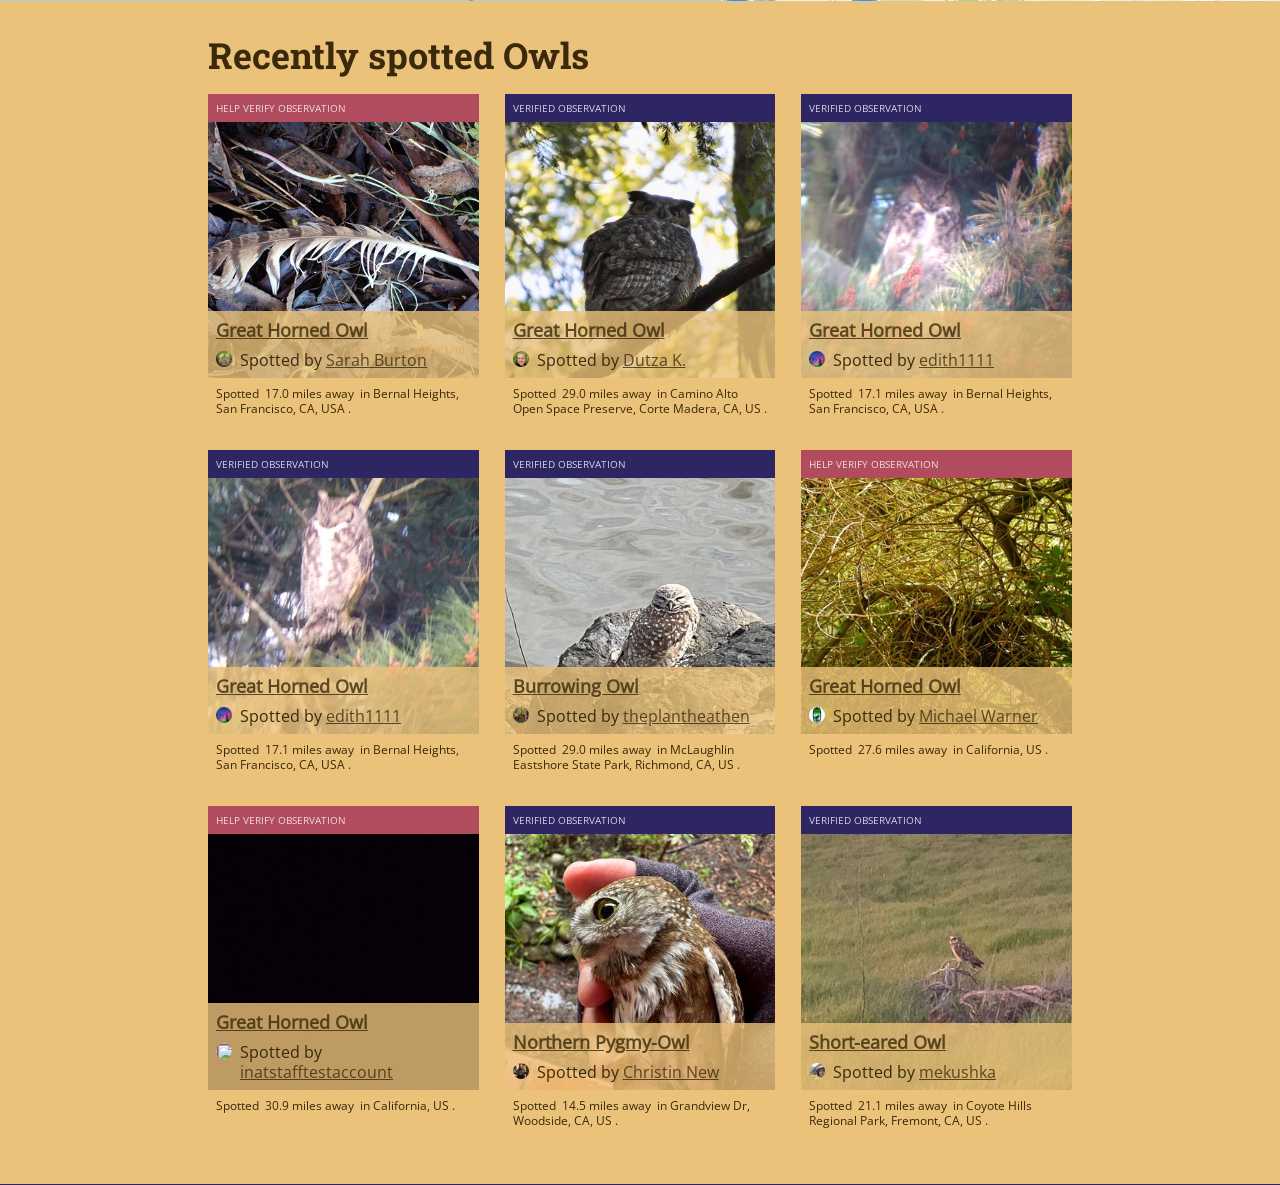 Recently spotted Owls
HELP VERIFY OBSERVATION
Great Horned Owl
Spotted by Sarah Burton
Spotted 17.0 miles away in Bernal Heights,
San Francisco, CA, USA .
VERIFIED OBSERVATION
Great Horned Owl
Spotted by Dutza K.
Spotted 29.0 miles away in Camino Alto
Open Space Preserve, Corte Madera, CA, US .
VERIFIED OBSERVATION
Great Horned Owl
Spotted by edith1111
Spotted 17.1 miles away in Bernal Heights,
San Francisco, CA, USA .
VERIFIED OBSERVATION
Great Horned Owl
Spotted by edith1111
Spotted 17.1 miles away in Bernal Heights,
San Francisco, CA, USA .
VERIFIED OBSERVATION
Burrowing Owl
Spotted by theplantheathen
Spotted 29.0 miles away in McLaughlin
Eastshore State Park, Richmond, CA, US .
HELP VERIFY OBSERVATION
Great Horned Owl
Spotted by Michael Warner
Spotted 27.6 miles away in California, US .
HELP VERIFY OBSERVATION
Great Horned Owl
Spotted by
inatstafftestaccount
Spotted 30.9 miles away in California, US .
VERIFIED OBSERVATION
Northern Pygmy-Owl
Spotted by Christin New
Spotted 14.5 miles away in Grandview Dr,
Woodside, CA, US .
VERIFIED OBSERVATION
Short-eared Owl
Spotted by mekushka
Spotted 21.1 miles away in Coyote Hills
Regional Park, Fremont, CA, US .